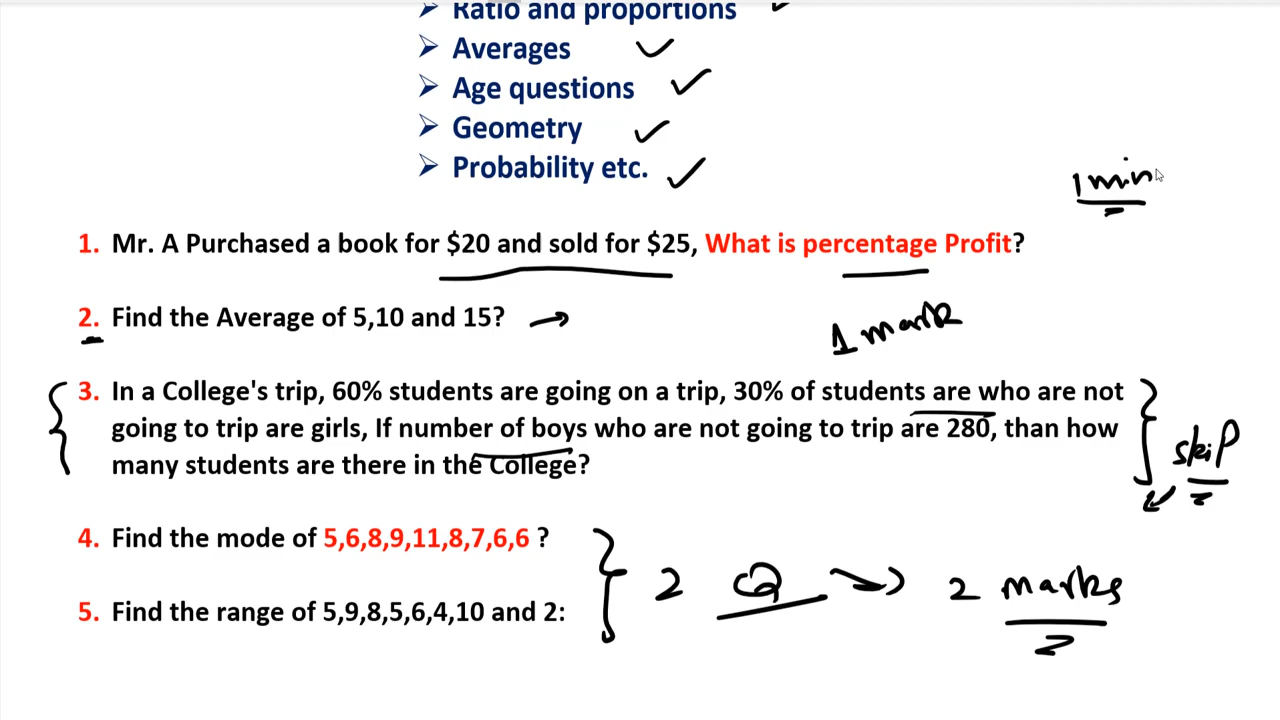 ➢ Ratio and proportions ✓
➢ Averages ✓
➢ Age questions ✓
➢ Geometry ✓
➢ Probability etc. ✓
1 min
1. Mr. A Purchased a book for $20 and sold for $25, What is percentage Profit?
2. Find the Average of 5,10 and 15? →
1 mark
3. In a College's trip, 60% students are going on a trip, 30% of students are who are not
going to trip are girls, If number of boys who are not going to trip are 280, than how
many students are there in the College?
skip
4. Find the mode of 5,6,8,9,11,8,7,6,6 ?
2 Q → 2 marks
5. Find the range of 5,9,8,5,6,4,10 and 2: